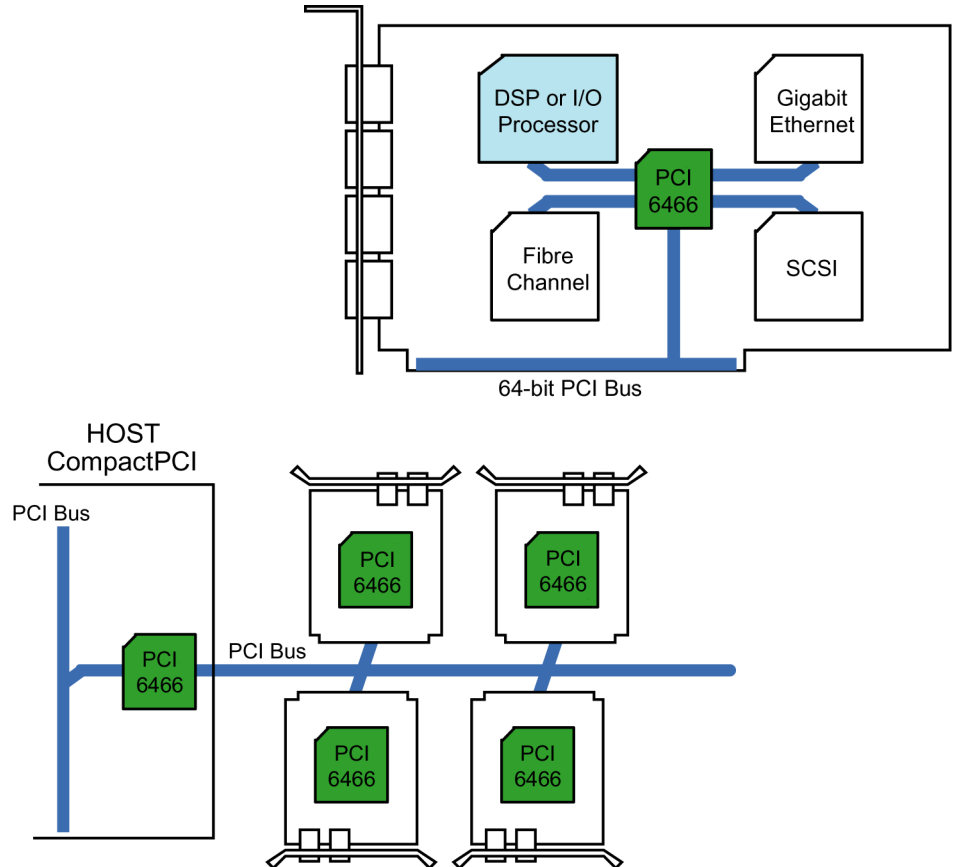 DSP or I/O
Processor
Gigabit
Ethernet
PCI
6466
Fibre
Channel
SCSI
64-bit PCI Bus
HOST
CompactPCI
PCI Bus
PCI
6466
PCI
6466
PCI Bus
PCI
6466
PCI
6466
PCI
6466